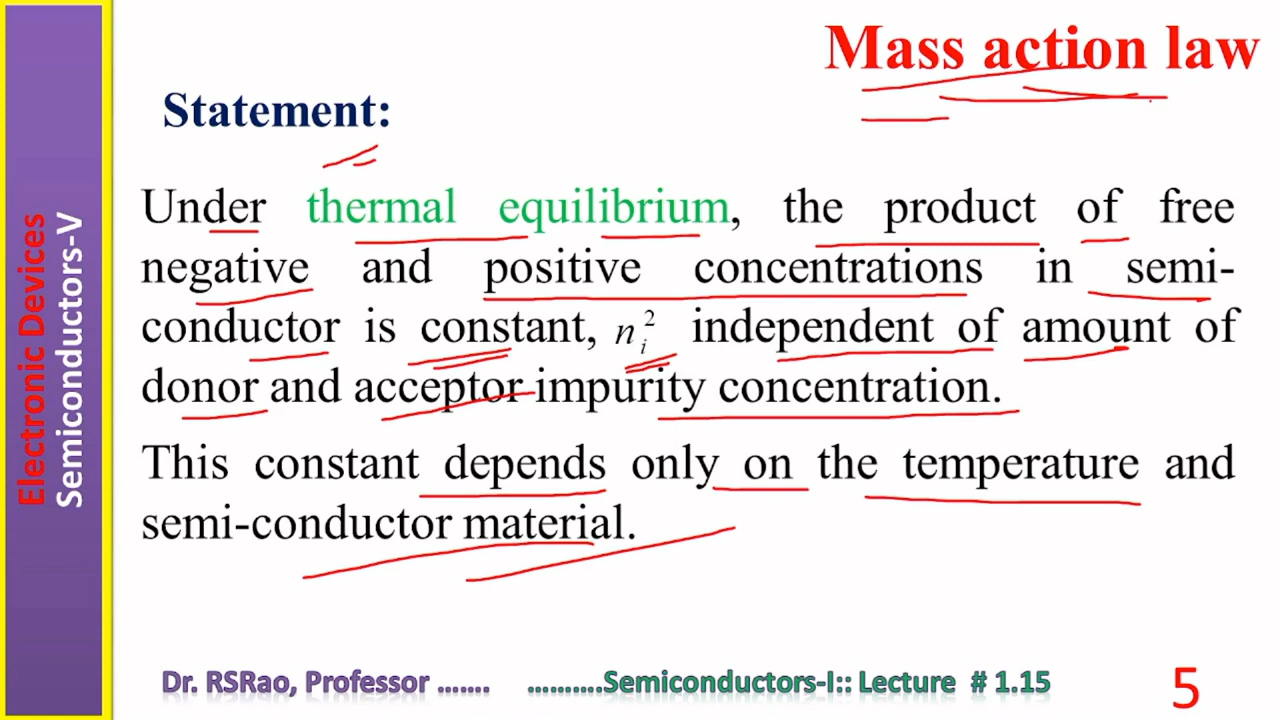 Mass action law
Statement:
Under thermal equilibrium, the product of free
negative and positive concentrations in semi-
conductor is constant, n_i^2 independent of amount of
donor and acceptor impurity concentration.
This constant depends only on the temperature and
semi-conductor material.
Electronic Devices
Semiconductors-V
Dr. RSRao, Professor ....... ..........Semiconductors-I:: Lecture # 1.15
5